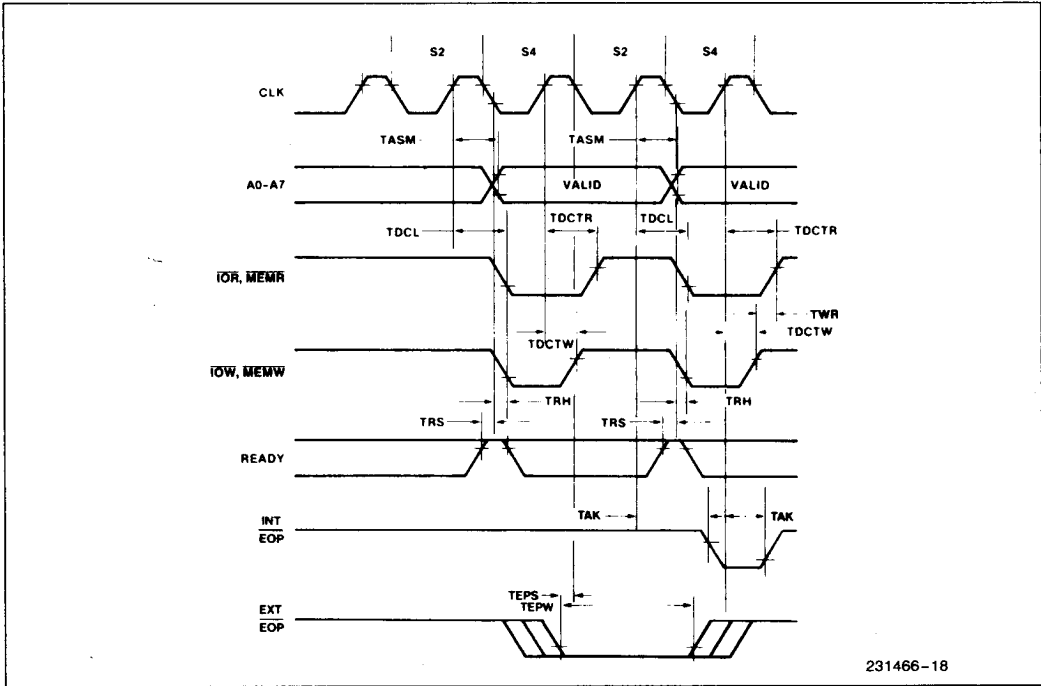 S2 S4 S2 S4
CLK
TASM TASM
A0-A7 VALID VALID
TDCL TDCTR TDCL TDCTR
IOR, MEMR
TWR
TDCTW TDCTW
IOW, MEMW
TRH TRH
TRS TRS
READY
TAK TAK
INT
EOP
TEPS
TEPW
EXT
EOP
231466-18